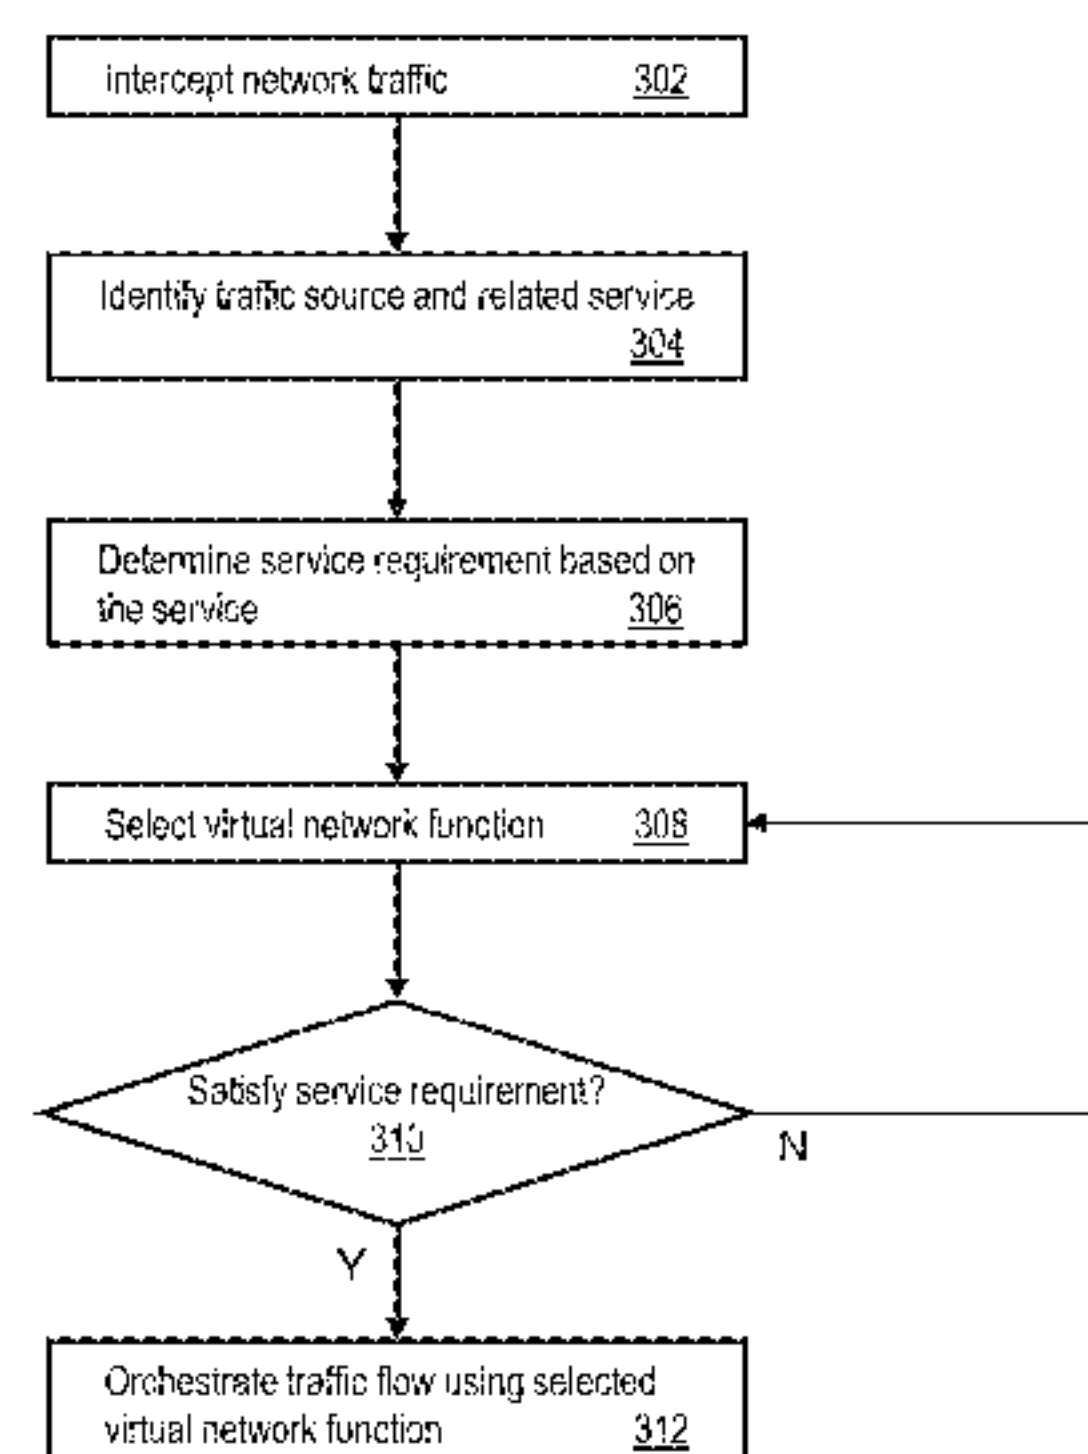 Intercept network traffic 302
Identify traffic source and related service
304
Determine service requirement based on
the service 306
Select virtual network function 308
Satisfy service requirement?
310
N
Y
Orchestrate traffic flow using selected
virtual network function 312